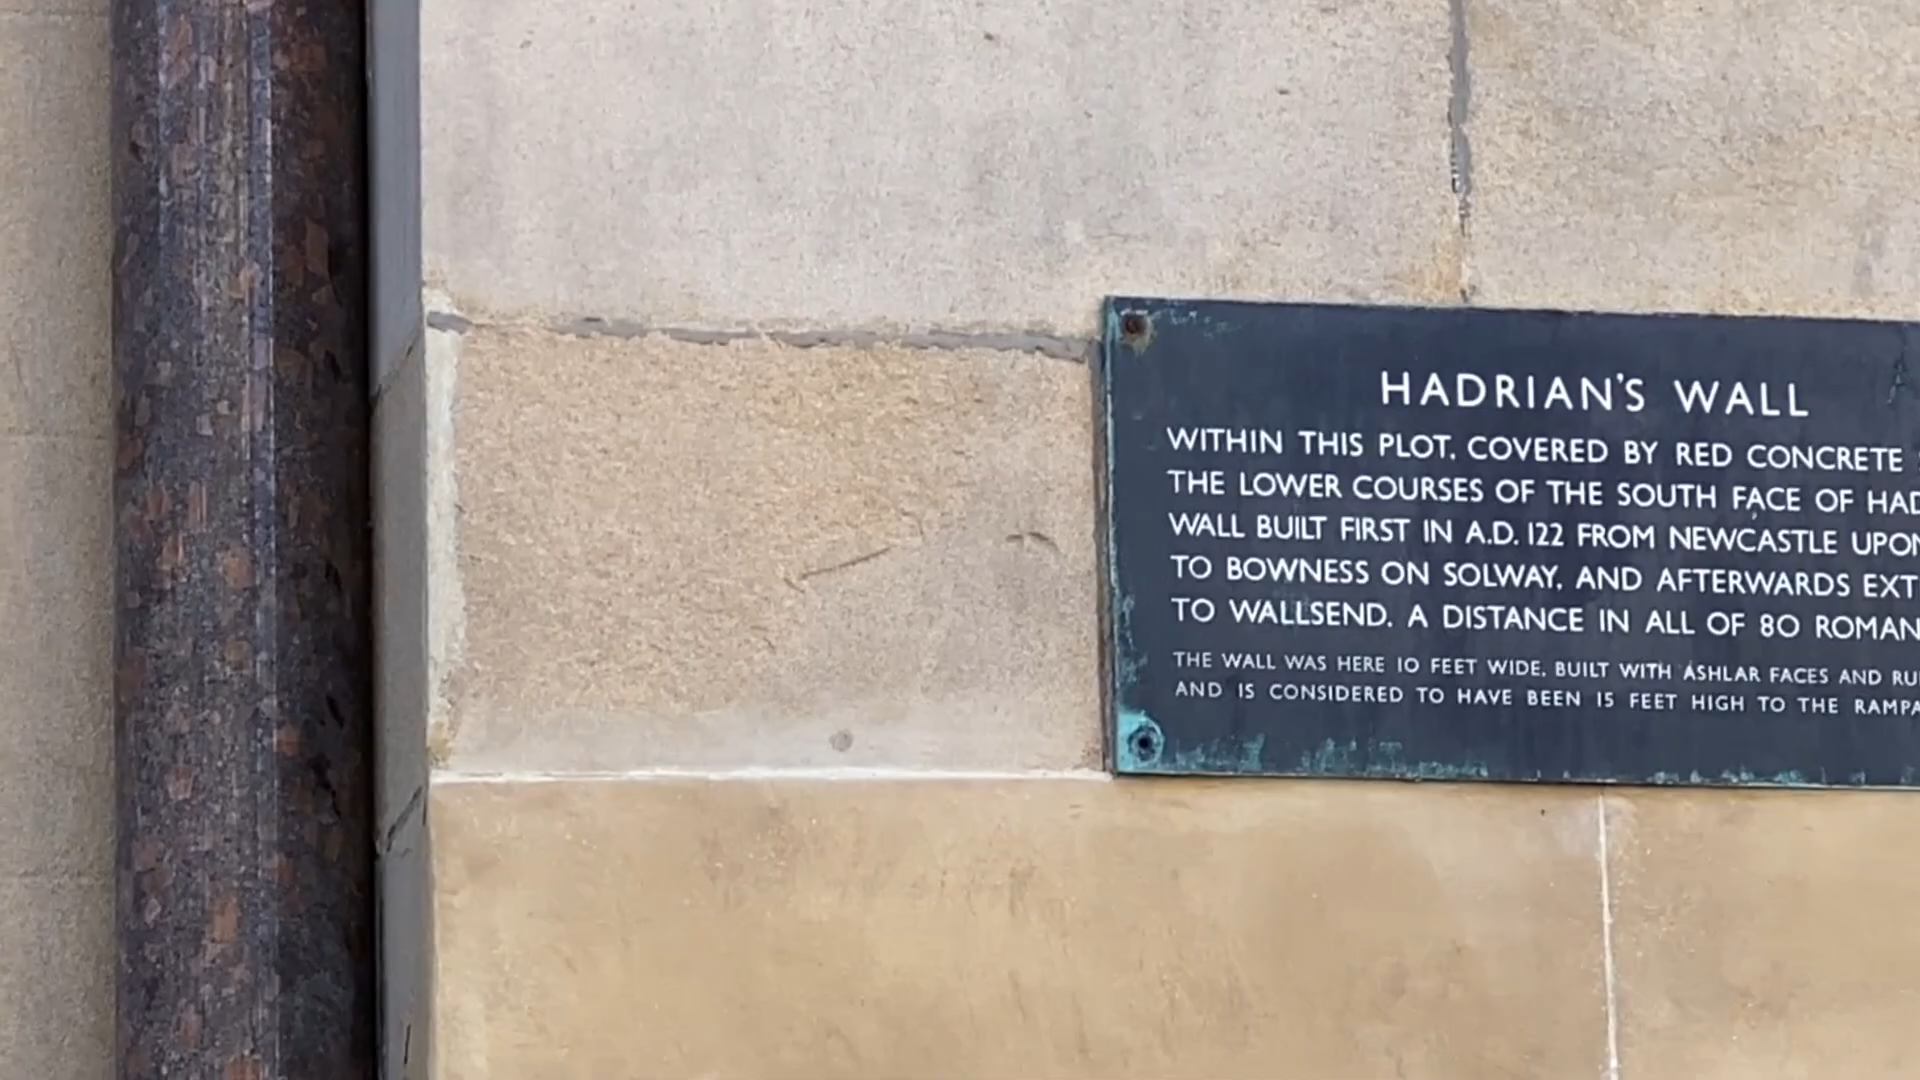 HADRIAN'S WALL
WITHIN THIS PLOT, COVERED BY RED CONCRETE
THE LOWER COURSES OF THE SOUTH FACE OF HAD
WALL BUILT FIRST IN A.D. 122 FROM NEWCASTLE UPON
TO BOWNESS ON SOLWAY, AND AFTERWARDS EXT
TO WALLSEND. A DISTANCE IN ALL OF 80 ROMAN
THE WALL WAS HERE 10 FEET WIDE, BUILT WITH ASHLAR FACES AND RU
AND IS CONSIDERED TO HAVE BEEN 15 FEET HIGH TO THE RAMPA